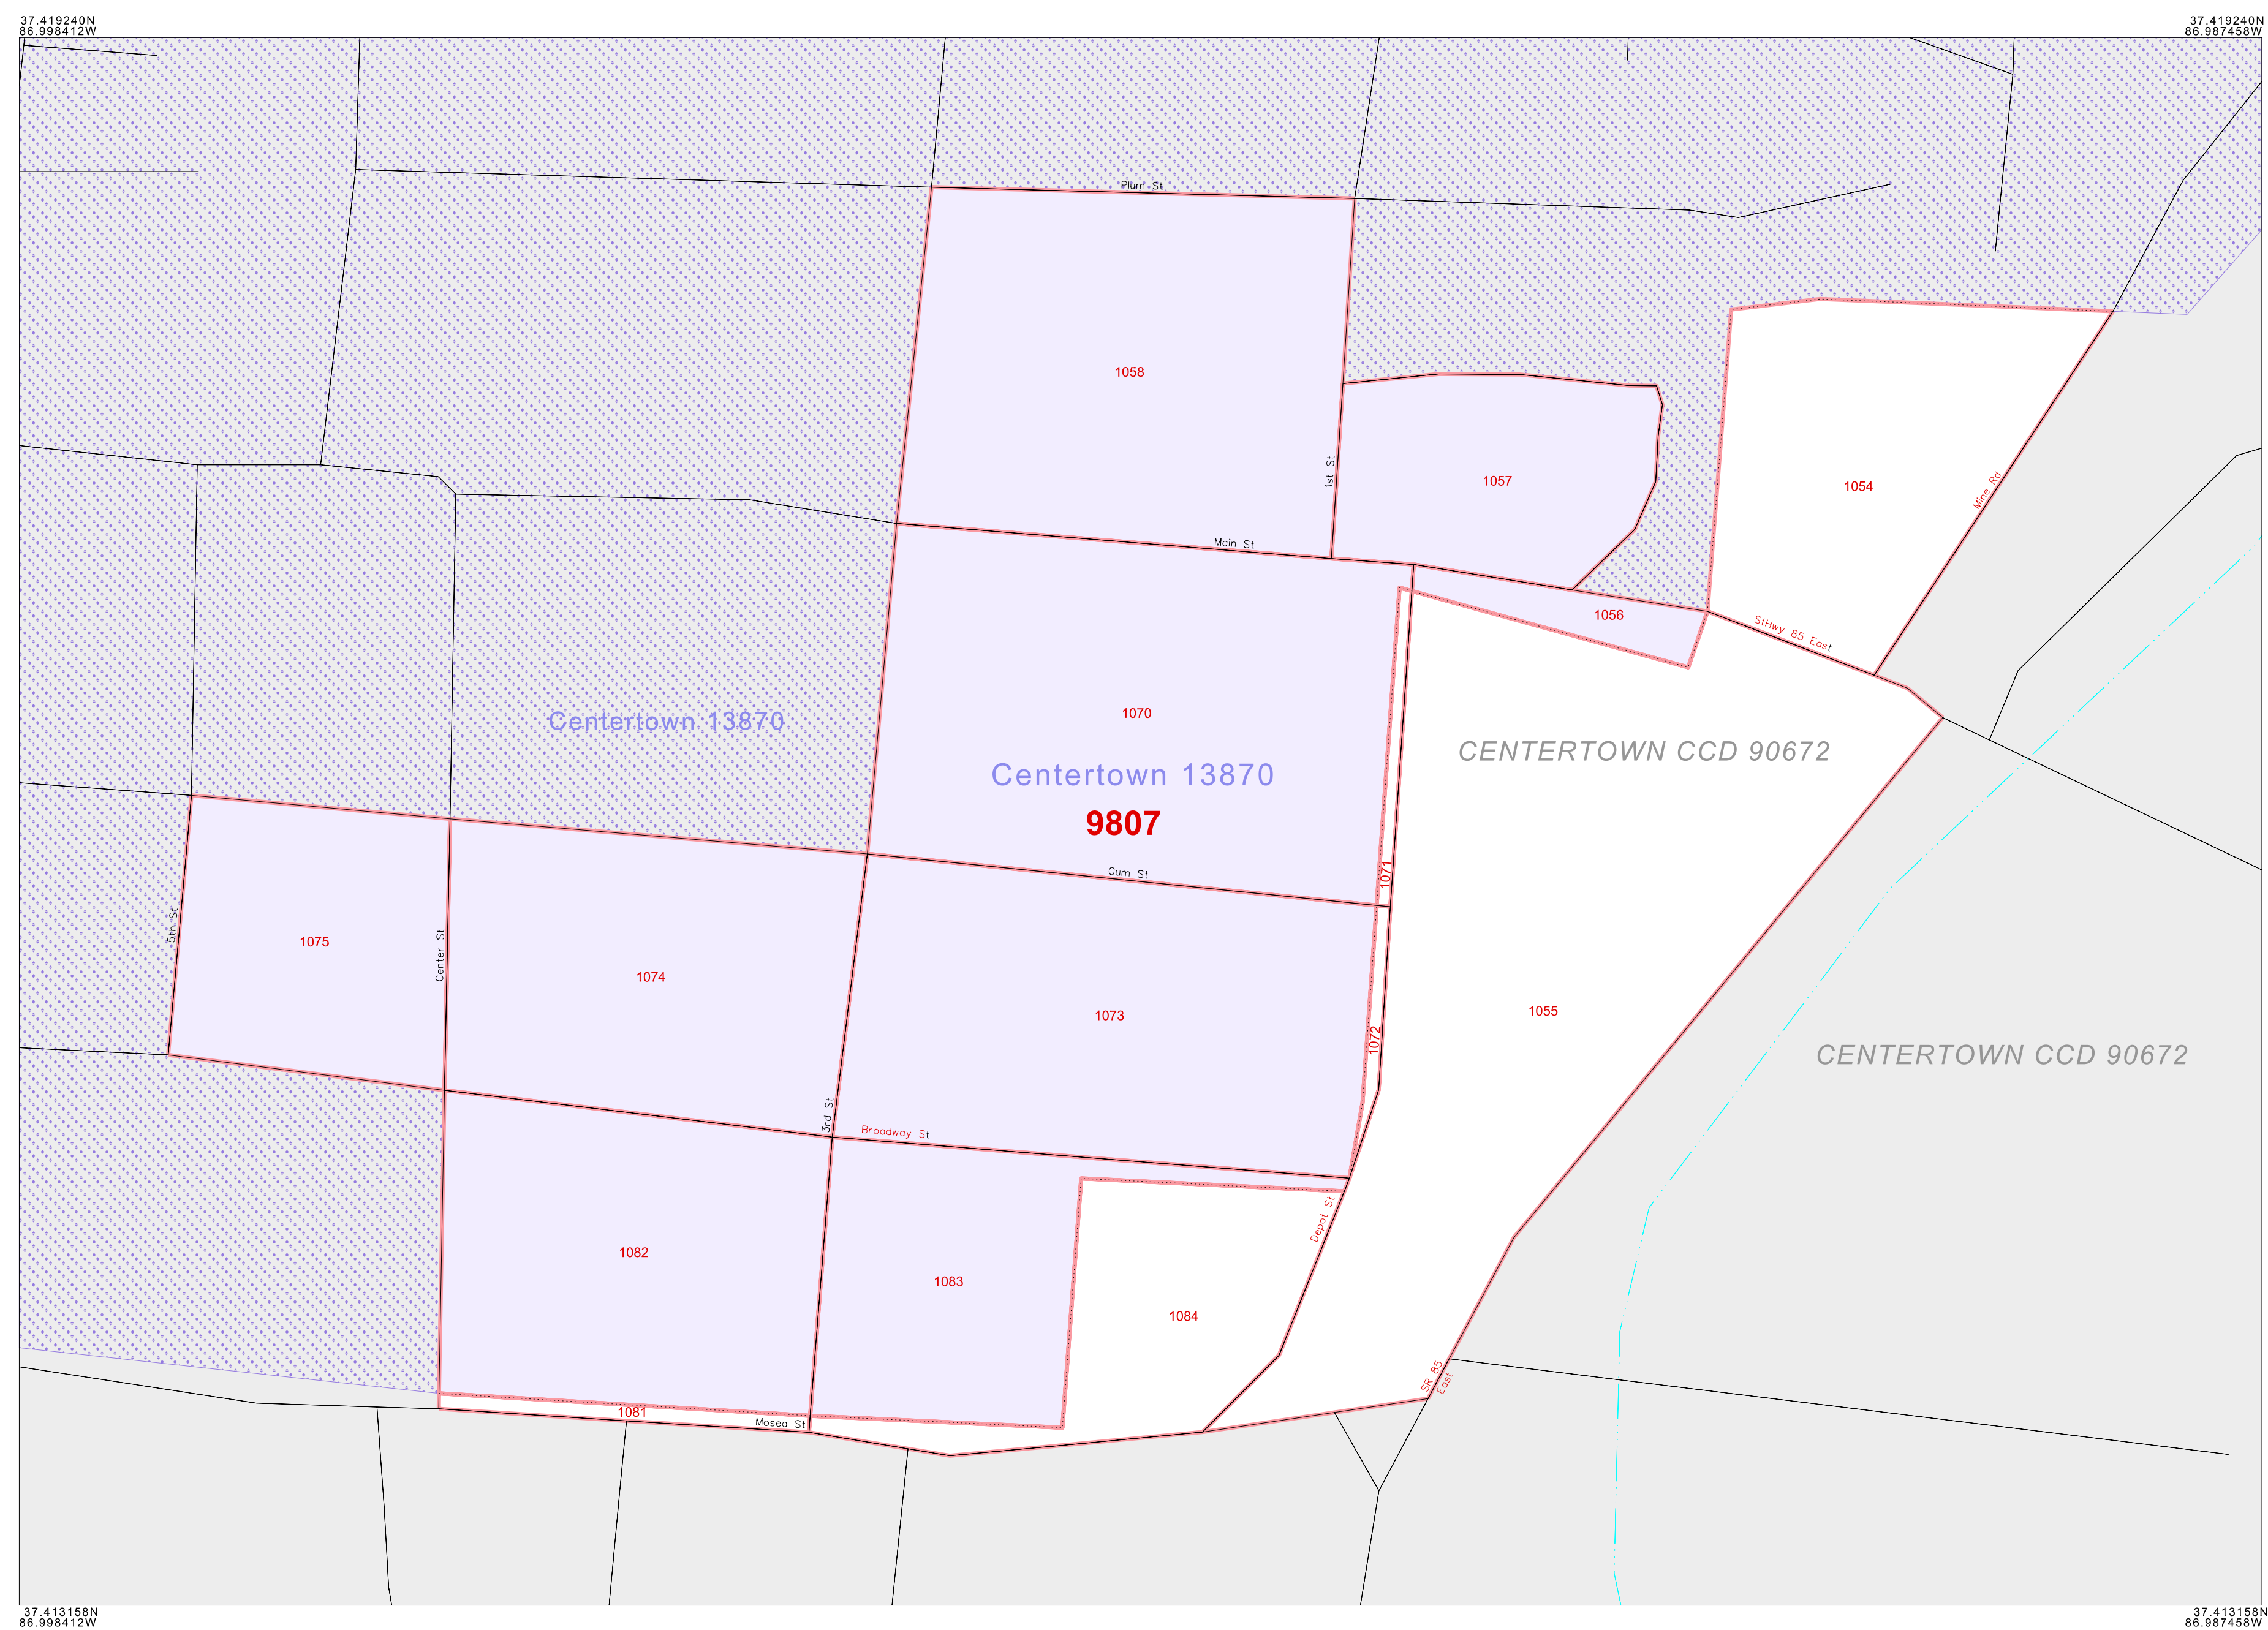 37.419240N
86.998412W
37.419240N
86.987458W
Plum St
1058
1st St
1057
1054
Mine Rd
Main St
1056
StHwy 85 East
Centertown 13870
1070
CENTERTOWN CCD 90672
Centertown 13870
9807
Gum St
1071
5th St
1075
Center St
1074
1073
1055
1072
CENTERTOWN CCD 90672
3rd St
Broadway St
Depot St
1082
1083
1084
SR 85
East
1081
Mosea St
37.413158N
86.998412W
37.413158N
86.987458W